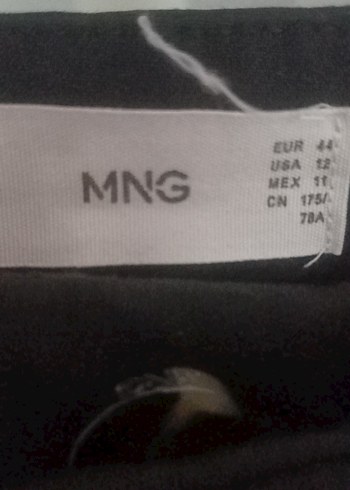 MNG
EUR 44
USA 12
MEX 11
CN 175/
78A